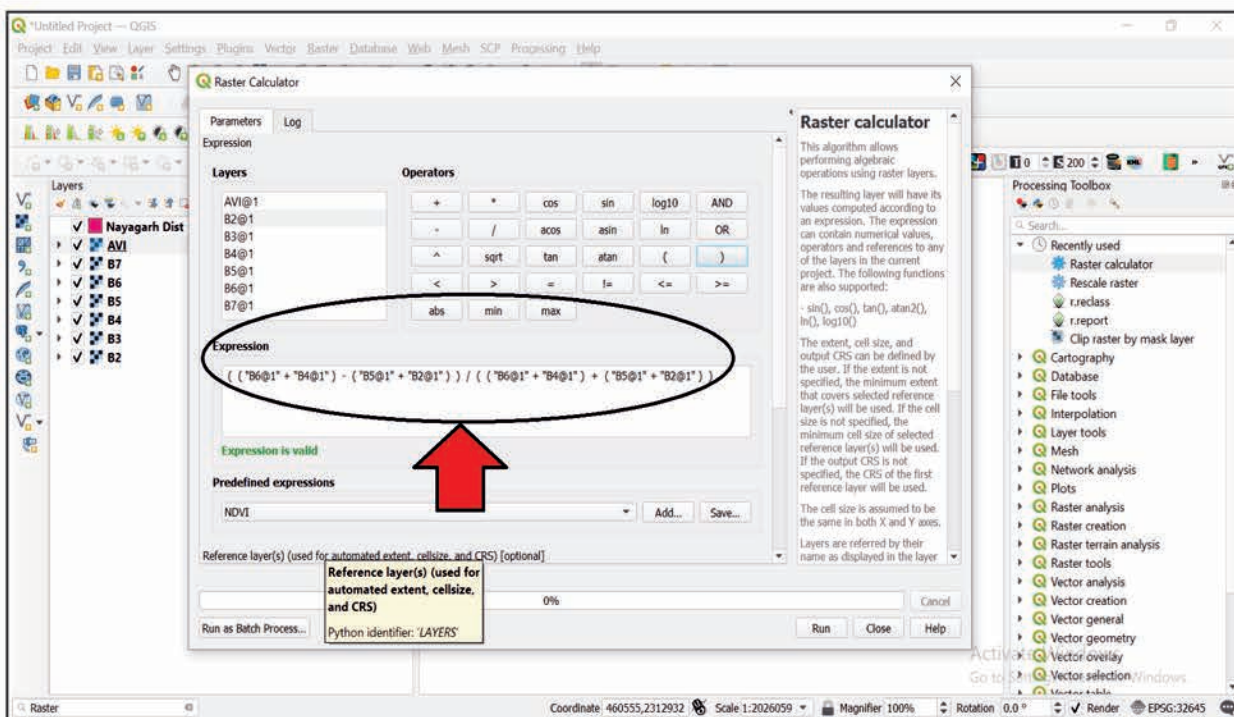 *Untitled Project — QGIS
Project Edit View Layer Settings Plugins Vector Raster Database Web Mesh SCP Processing Help
Raster Calculator
Parameters Log
Expression
Layers
AVI@1
B2@1
B3@1
B4@1
B5@1
B6@1
B7@1
Operators
+ * cos sin log10 AND
- / acos asin ln OR
^ sqrt tan atan ( )
< > = != <= >=
abs min max
Expression
( ( "B6@1" + "B4@1" ) - ( "B5@1" + "B2@1" ) ) / ( ( "B6@1" + "B4@1" ) + ( "B5@1" + "B2@1" ) )
Expression is valid
Predefined expressions
NDVI
Add... Save...
Reference layer(s) (used for automated extent, cellsize, and CRS) [optional]
Reference layer(s) (used for
automated extent, cellsize,
and CRS)
Python identifier: 'LAYERS'
0%
Cancel
Run as Batch Process...
Run Close Help
Raster calculator
This algorithm allows
performing algebraic
operations using raster layers.
The resulting layer will have its
values computed according to
an expression. The expression
can contain numerical values,
operators and references to any
of the layers in the current
project. The following functions
are also supported:
- sin(), cos(), tan(), atan2(),
ln(), log10()
The extent, cell size, and
output CRS can be defined by
the user. If the extent is not
specified, the minimum extent
that covers selected reference
layer(s) will be used. If the cell
size is not specified, the
minimum cell size of selected
reference layer(s) will be used.
If the output CRS is not
specified, the CRS of the first
reference layer will be used.
The cell size is assumed to be
the same in both X and Y axes.
Layers are referred by their
name as displayed in the layer
Layers
Nayagarh Dist
AVI
B7
B6
B5
B4
B3
B2
T 0 S 200
Processing Toolbox
Search...
Recently used
Raster calculator
Rescale raster
r.reclass
r.report
Clip raster by mask layer
Cartography
Database
File tools
Interpolation
Layer tools
Mesh
Network analysis
Plots
Raster analysis
Raster creation
Raster terrain analysis
Raster tools
Vector analysis
Vector creation
Vector general
Vector geometry
Vector overlay
Vector selection
Vector table
Activate Windows
Go to Windows.
Raster
Coordinate 460555,2312932 Scale 1:2026059 Magnifier 100% Rotation 0.0 ° Render EPSG:32645